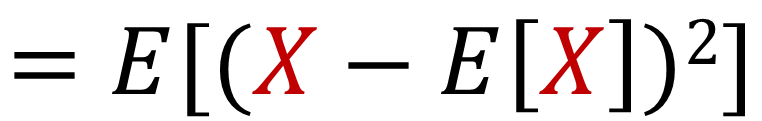 = E[(X − E[X])²]